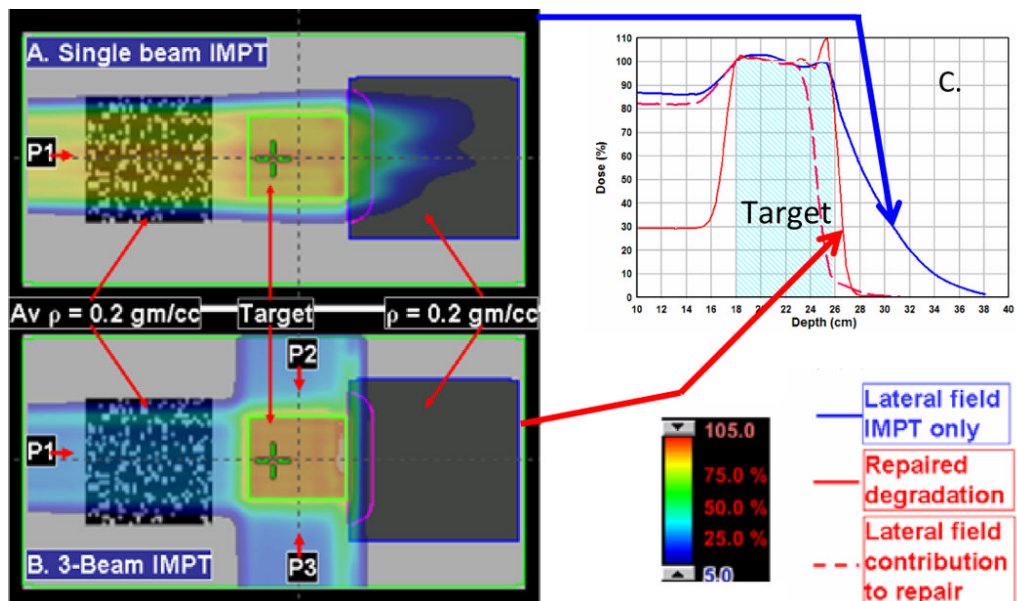 A. Single beam IMPT
P1
Av ρ = 0.2 gm/cc
Target
ρ = 0.2 gm/cc
P2
P1
P3
B. 3-Beam IMPT
C.
Dose (%)
110
100
90
80
70
60
50
40
30
20
10
0
Target
10 12 14 16 18 20 22 24 26 28 30 32 34 36 38 40
Depth (cm)
105.0
75.0 %
50.0 %
25.0 %
5.0
Lateral field
IMPT only
Repaired
degradation
Lateral field
contribution
to repair